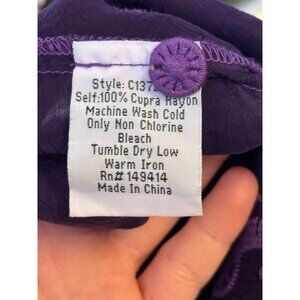 Style: C137
Self:100% Cupra Rayon
Machine Wash Cold
Only Non Chlorine
Bleach
Tumble Dry Low
Warm Iron
Rn# 149414
Made In China